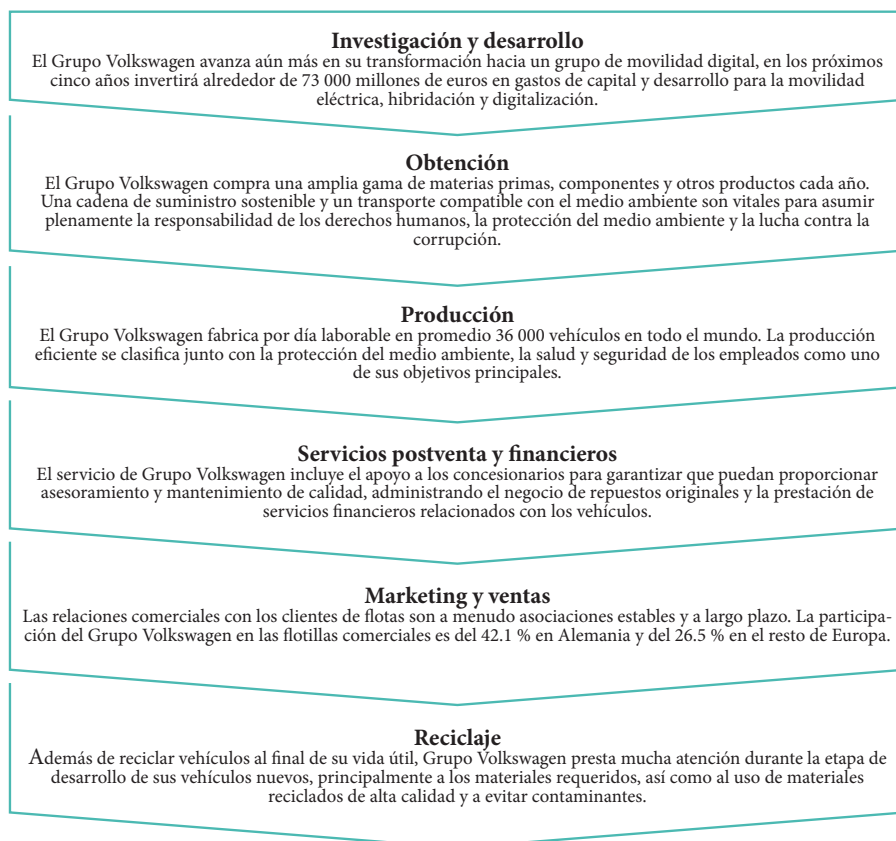 Investigación y desarrollo
El Grupo Volkswagen avanza aún más en su transformación hacia un grupo de movilidad digital, en los próximos
cinco años invertirá alrededor de 73 000 millones de euros en gastos de capital y desarrollo para la movilidad
eléctrica, hibridación y digitalización.
Obtención
El Grupo Volkswagen compra una amplia gama de materias primas, componentes y otros productos cada año.
Una cadena de suministro sostenible y un transporte compatible con el medio ambiente son vitales para asumir
plenamente la responsabilidad de los derechos humanos, la protección del medio ambiente y la lucha contra la
corrupción.
Producción
El Grupo Volkswagen fabrica por día laborable en promedio 36 000 vehículos en todo el mundo. La producción
eficiente se clasifica junto con la protección del medio ambiente, la salud y seguridad de los empleados como uno
de sus objetivos principales.
Servicios postventa y financieros
El servicio de Grupo Volkswagen incluye el apoyo a los concesionarios para garantizar que puedan proporcionar
asesoramiento y mantenimiento de calidad, administrando el negocio de repuestos originales y la prestación de
servicios financieros relacionados con los vehículos.
Marketing y ventas
Las relaciones comerciales con los clientes de flotas son a menudo asociaciones estables y a largo plazo. La participa-
ción del Grupo Volkswagen en las flotillas comerciales es del 42.1 % en Alemania y del 26.5 % en el resto de Europa.
Reciclaje
Además de reciclar vehículos al final de su vida útil, Grupo Volkswagen presta mucha atención durante la etapa de
desarrollo de sus vehículos nuevos, principalmente a los materiales requeridos, así como al uso de materiales
reciclados de alta calidad y a evitar contaminantes.